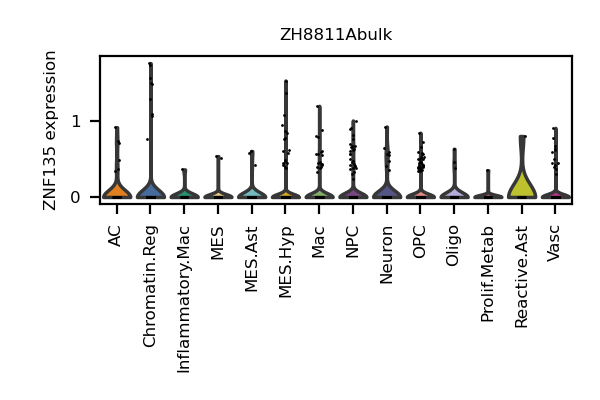 ZH8811Abulk
ZNF135 expression
1
0
AC
Chromatin.Reg
Inflammatory.Mac
MES
MES.Ast
MES.Hyp
Mac
NPC
Neuron
OPC
Oligo
Prolif.Metab
Reactive.Ast
Vasc